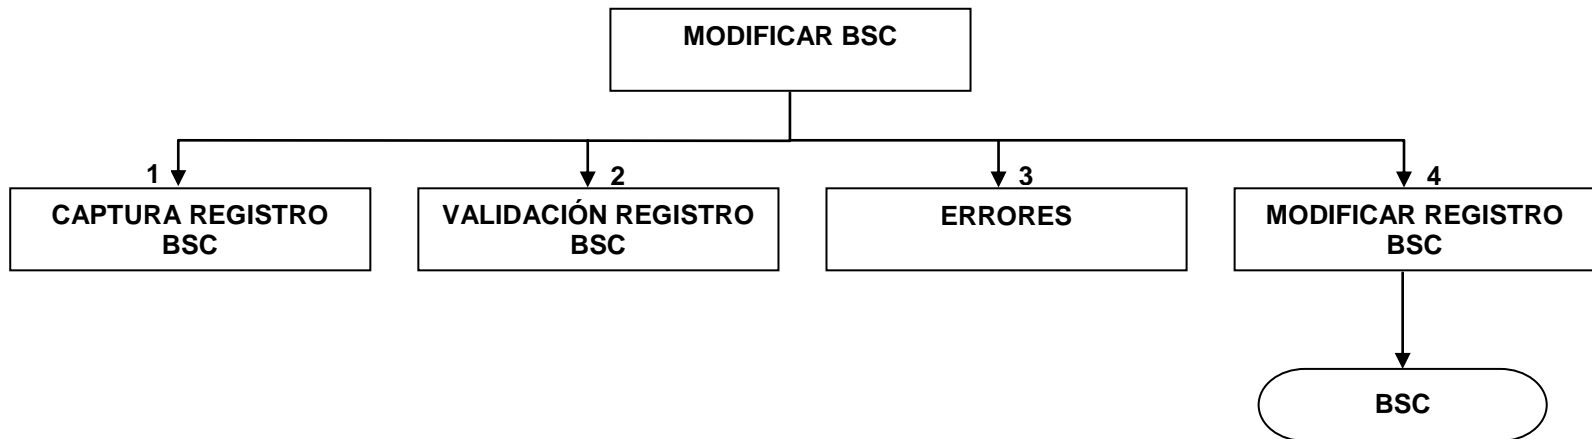 MODIFICAR BSC
1
2
3
4
CAPTURA REGISTRO
BSC
VALIDACIÓN REGISTRO
BSC
ERRORES
MODIFICAR REGISTRO
BSC
BSC